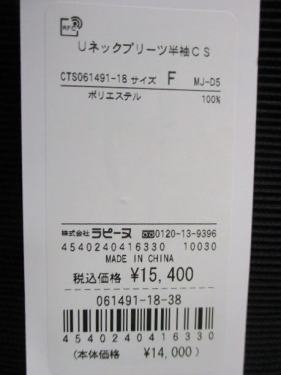 Uネックプリーツ半袖CS
CTS061491-18 サイズ F MJ-D5
ポリエステル 100%
株式会社 ラピーヌ 0120-13-9396
4540240416330 10030
MADE IN CHINA
税込価格 ¥15,400
061491-18-38
4540240416330
(本体価格 ¥14,000)